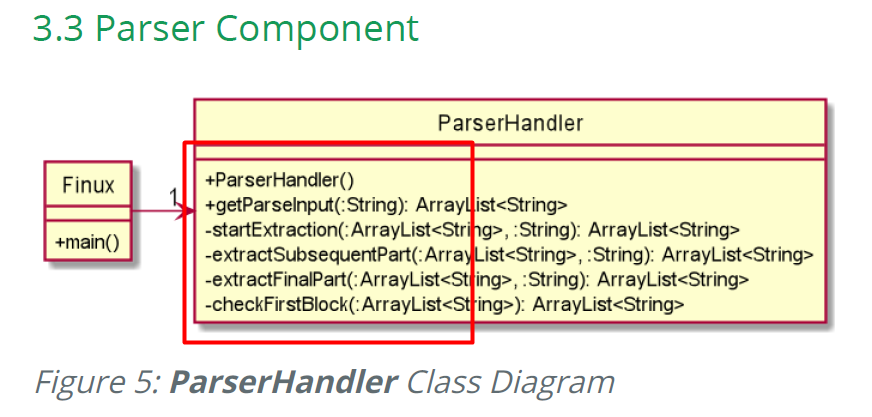 3.3 Parser Component
ParserHandler
Finux
1
+main()
+ParserHandler()
+getParseInput(:String): ArrayList<String>
-startExtraction(:ArrayList<String>, :String): ArrayList<String>
-extractSubsequentPart(:ArrayList<String>, :String): ArrayList<String>
-extractFinalPart(:ArrayList<String>, :String): ArrayList<String>
-checkFirstBlock(:ArrayList<String>): ArrayList<String>
Figure 5: ParserHandler Class Diagram